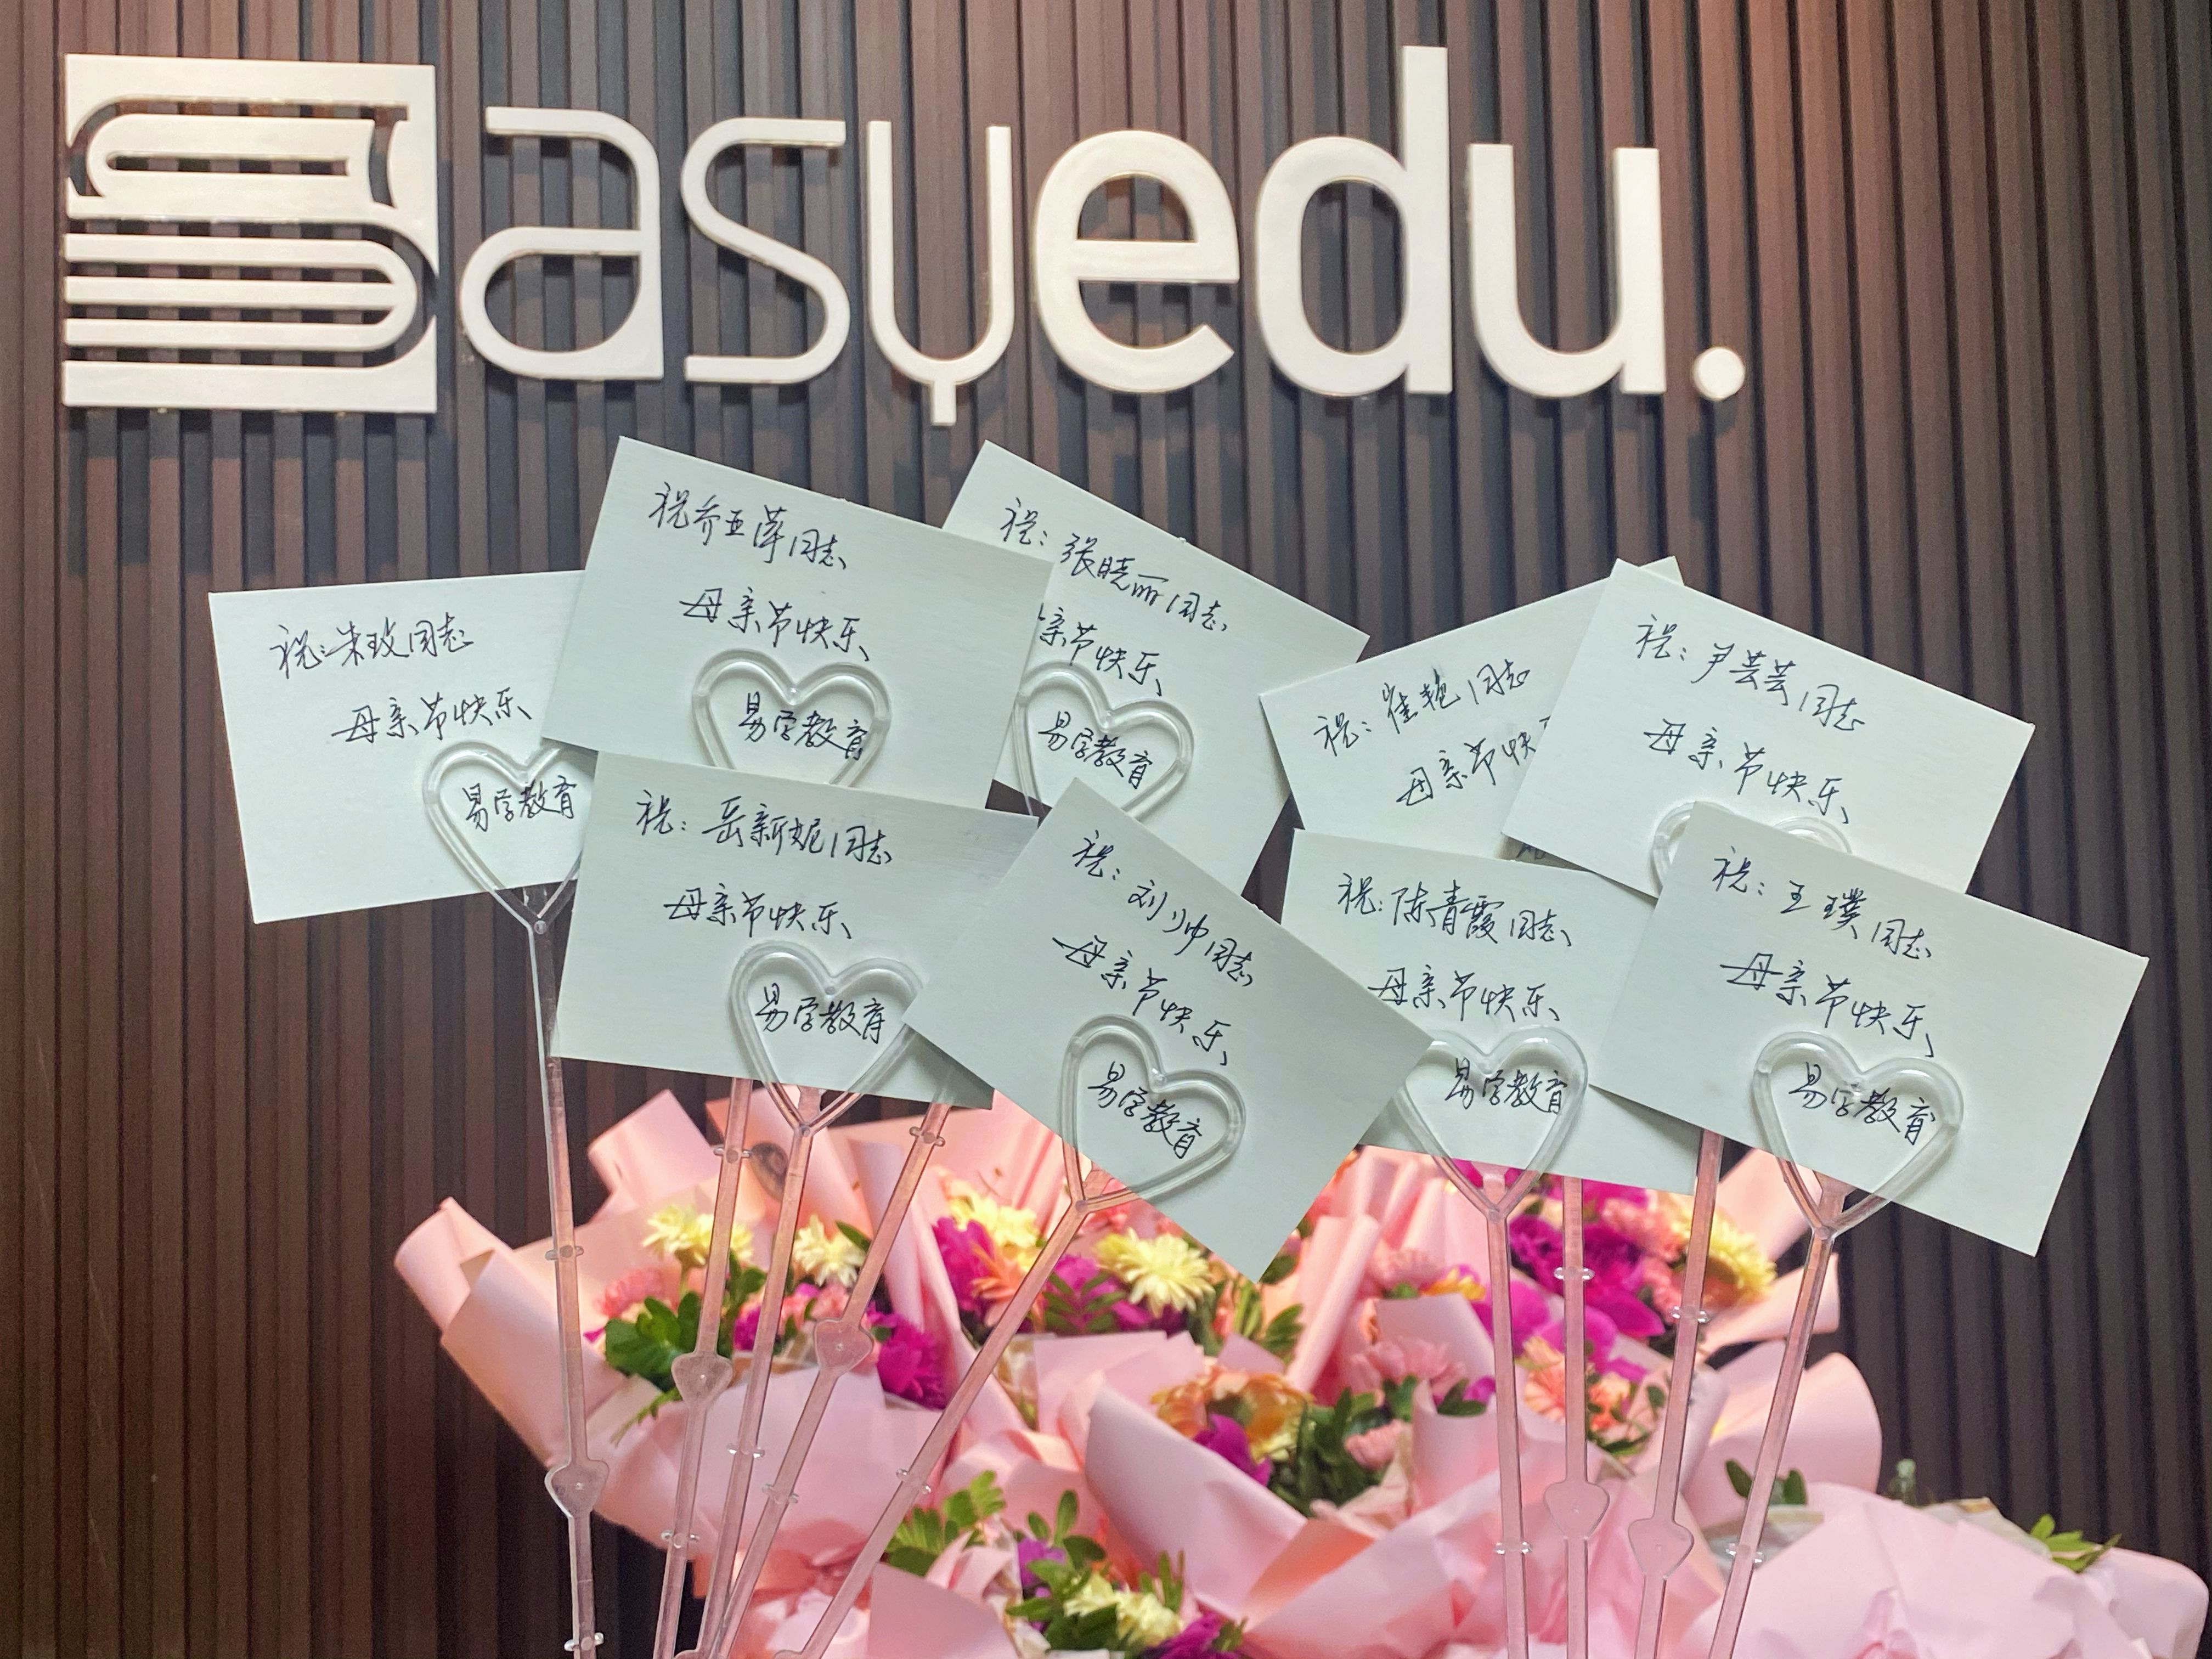 easyedu.
祝:朱玫同志
母亲节快乐
易学教育
祝乔亚萍同志
母亲节快乐
易学教育
祝:张晓丽同志
亲节快乐
易学教育
祝:崔艳同志
母亲节快
祝:尹芸芸同志
母亲节快乐
祝:岳新妮同志
母亲节快乐
易学教育
祝:刘帅同志
母亲节快乐
易学教育
祝:陈青霞同志
母亲节快乐
易学教育
祝:王璞同志
母亲节快乐
易学教育